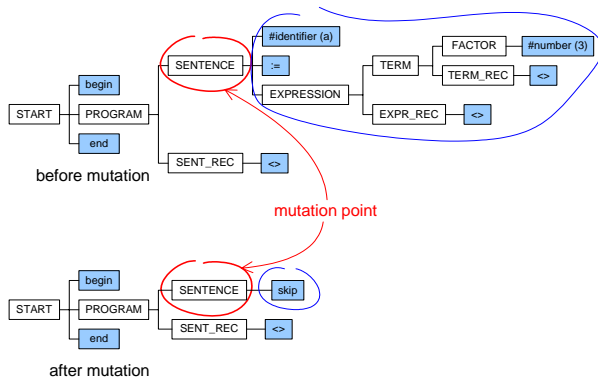 #identifier (a)
FACTOR
#number (3)
SENTENCE
:=
TERM
begin
TERM_REC
<>
EXPRESSION
START
PROGRAM
EXPR_REC
<>
end
SENT_REC
<>
before mutation
mutation point
begin
SENTENCE
skip
START
PROGRAM
SENT_REC
<>
end
after mutation